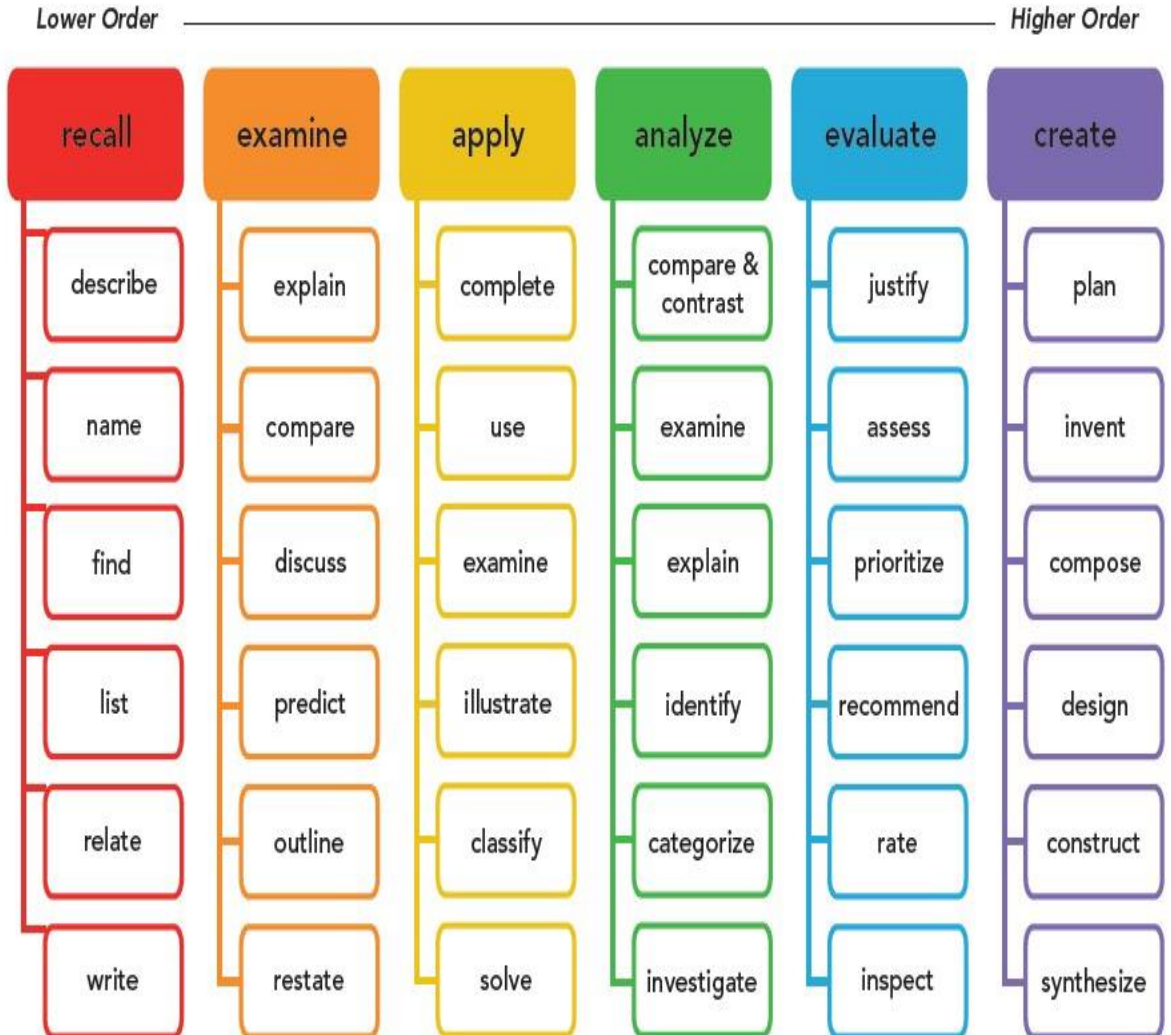 Lower Order
Higher Order
recall
examine
apply
analyze
evaluate
create
describe
explain
complete
compare &
contrast
justify
plan
name
compare
use
examine
assess
invent
find
discuss
examine
explain
prioritize
compose
list
predict
illustrate
identify
recommend
design
relate
outline
classify
categorize
rate
construct
write
restate
solve
investigate
inspect
synthesize